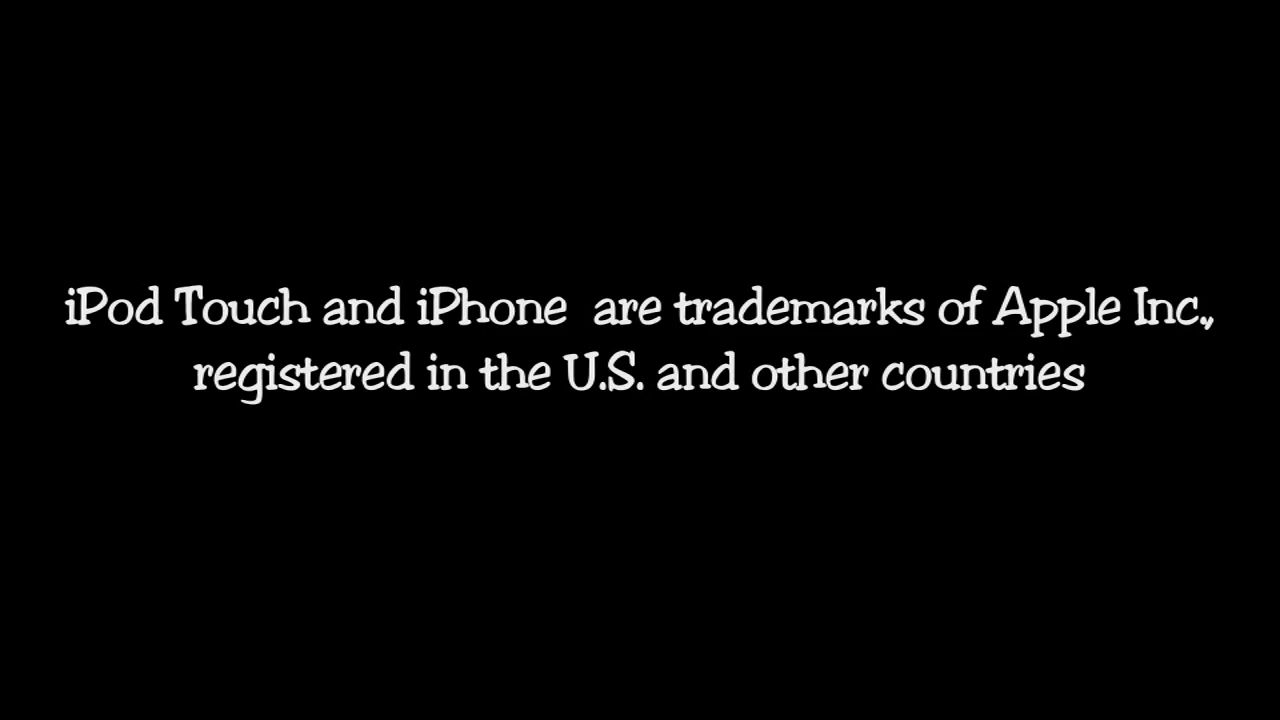 iPod Touch and iPhone  are trademarks of Apple Inc.,
registered in the U.S. and other countries